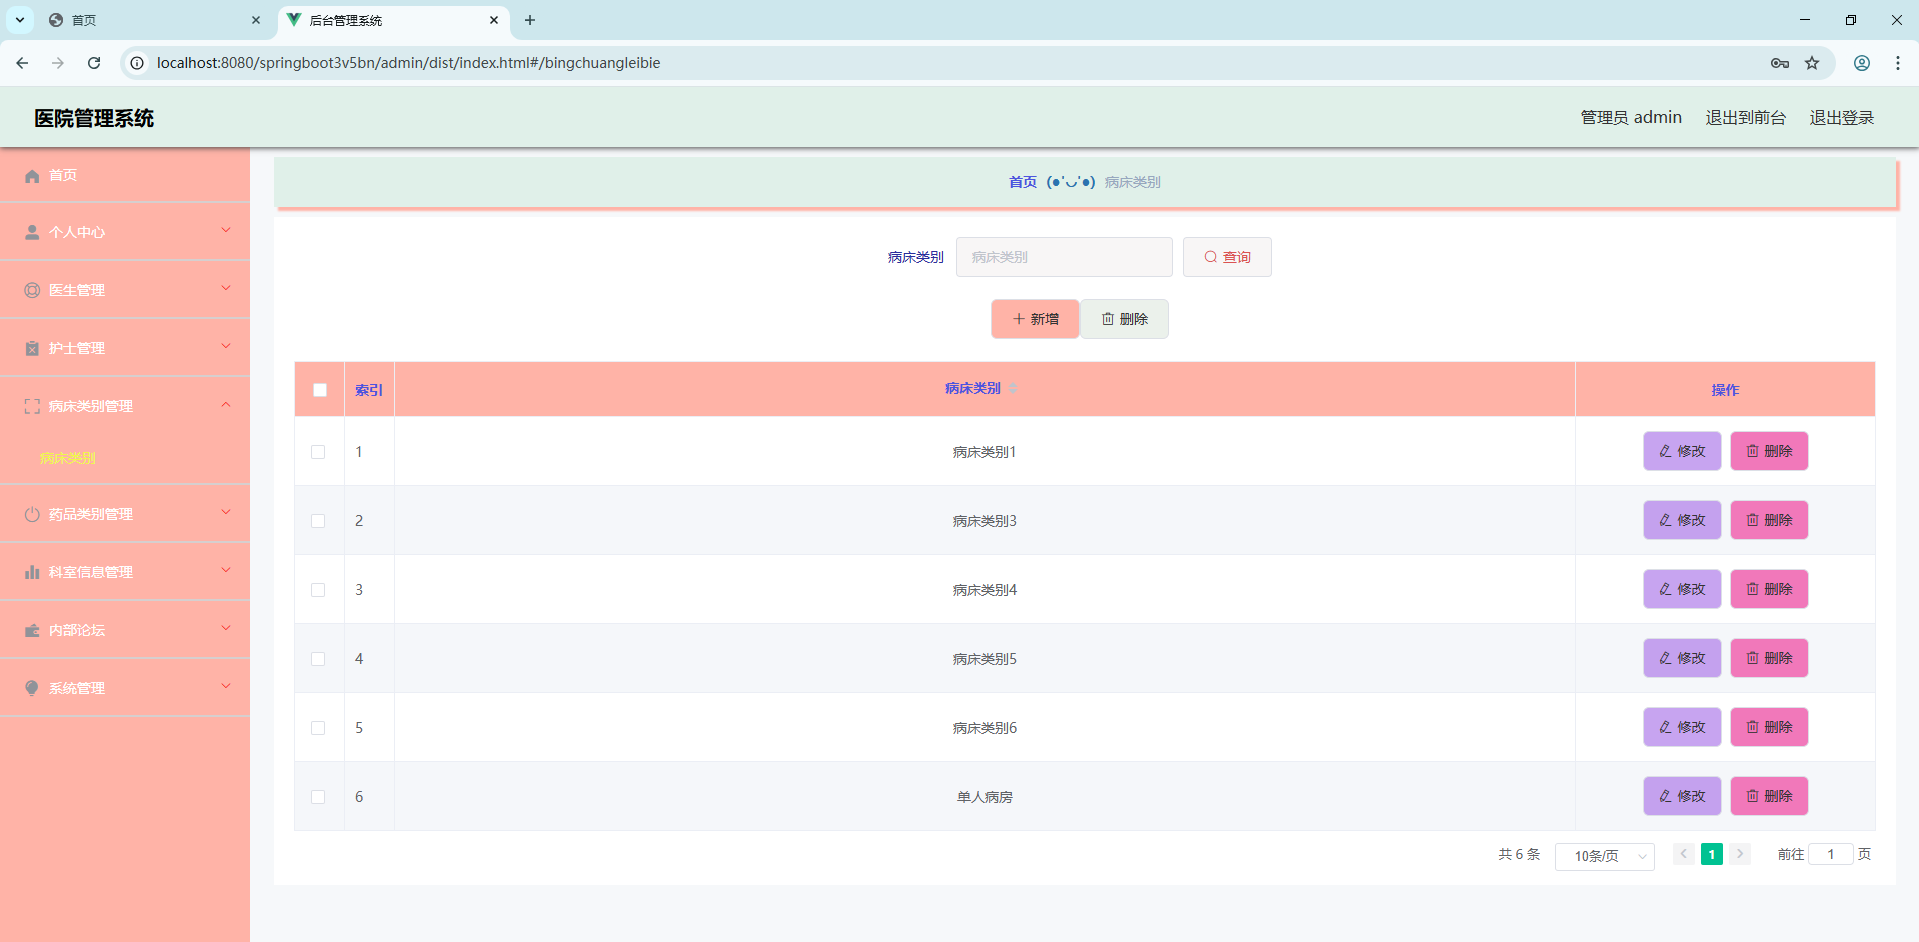 首页
后台管理系统
localhost:8080/springboot3v5bn/admin/dist/index.html#/bingchuangleibie
医院管理系统
管理员 admin 退出到前台 退出登录
首页
个人中心
医生管理
护士管理
病床类别管理
病床类别
药品类别管理
科室信息管理
内部论坛
系统管理
首页 (●'◡'●) 病床类别
病床类别 病床类别 查询
新增 删除
索引 病床类别 操作
1 病床类别1 修改 删除
2 病床类别3 修改 删除
3 病床类别4 修改 删除
4 病床类别5 修改 删除
5 病床类别6 修改 删除
6 单人病房 修改 删除
共 6 条 10条/页 1 前往 1 页